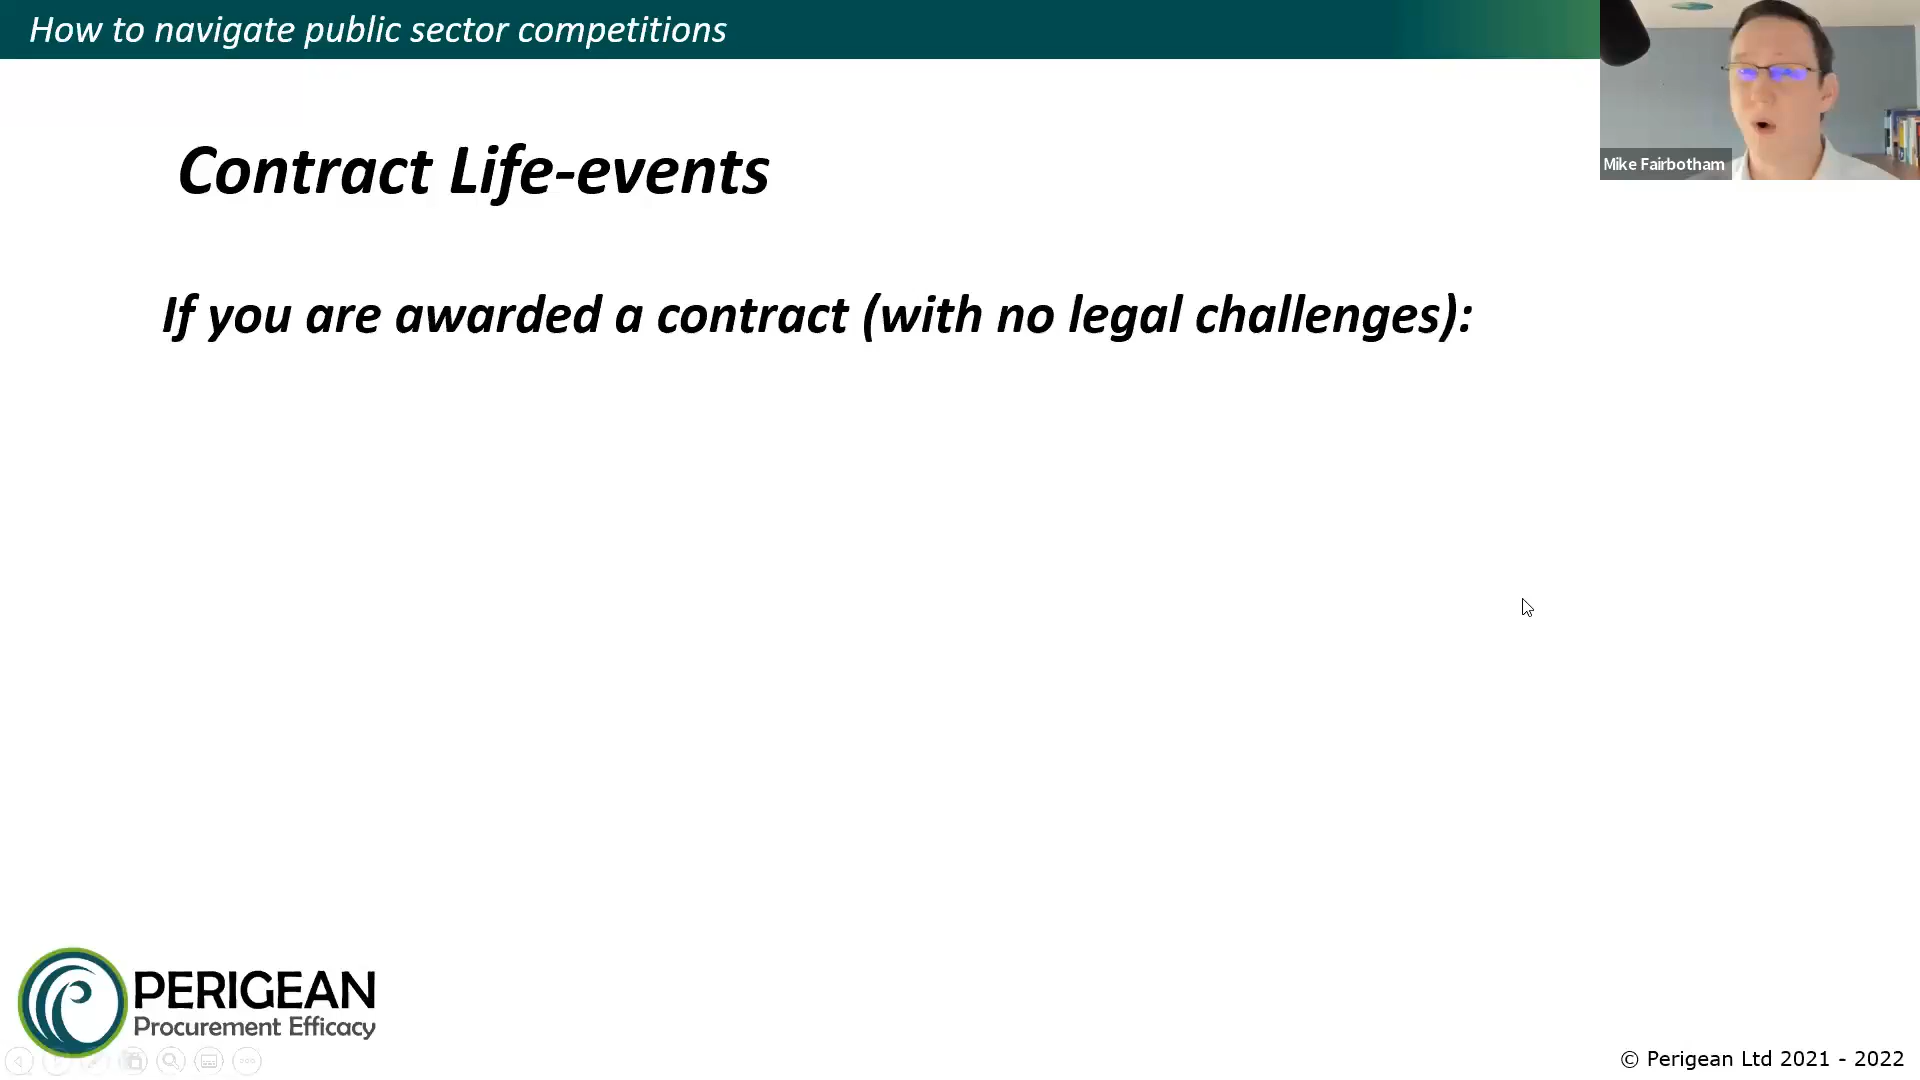 How to navigate public sector competitions
Mike Fairbotham
Contract Life-events
If you are awarded a contract (with no legal challenges):
PERIGEAN
Procurement Efficacy
© Perigean Ltd 2021 - 2022